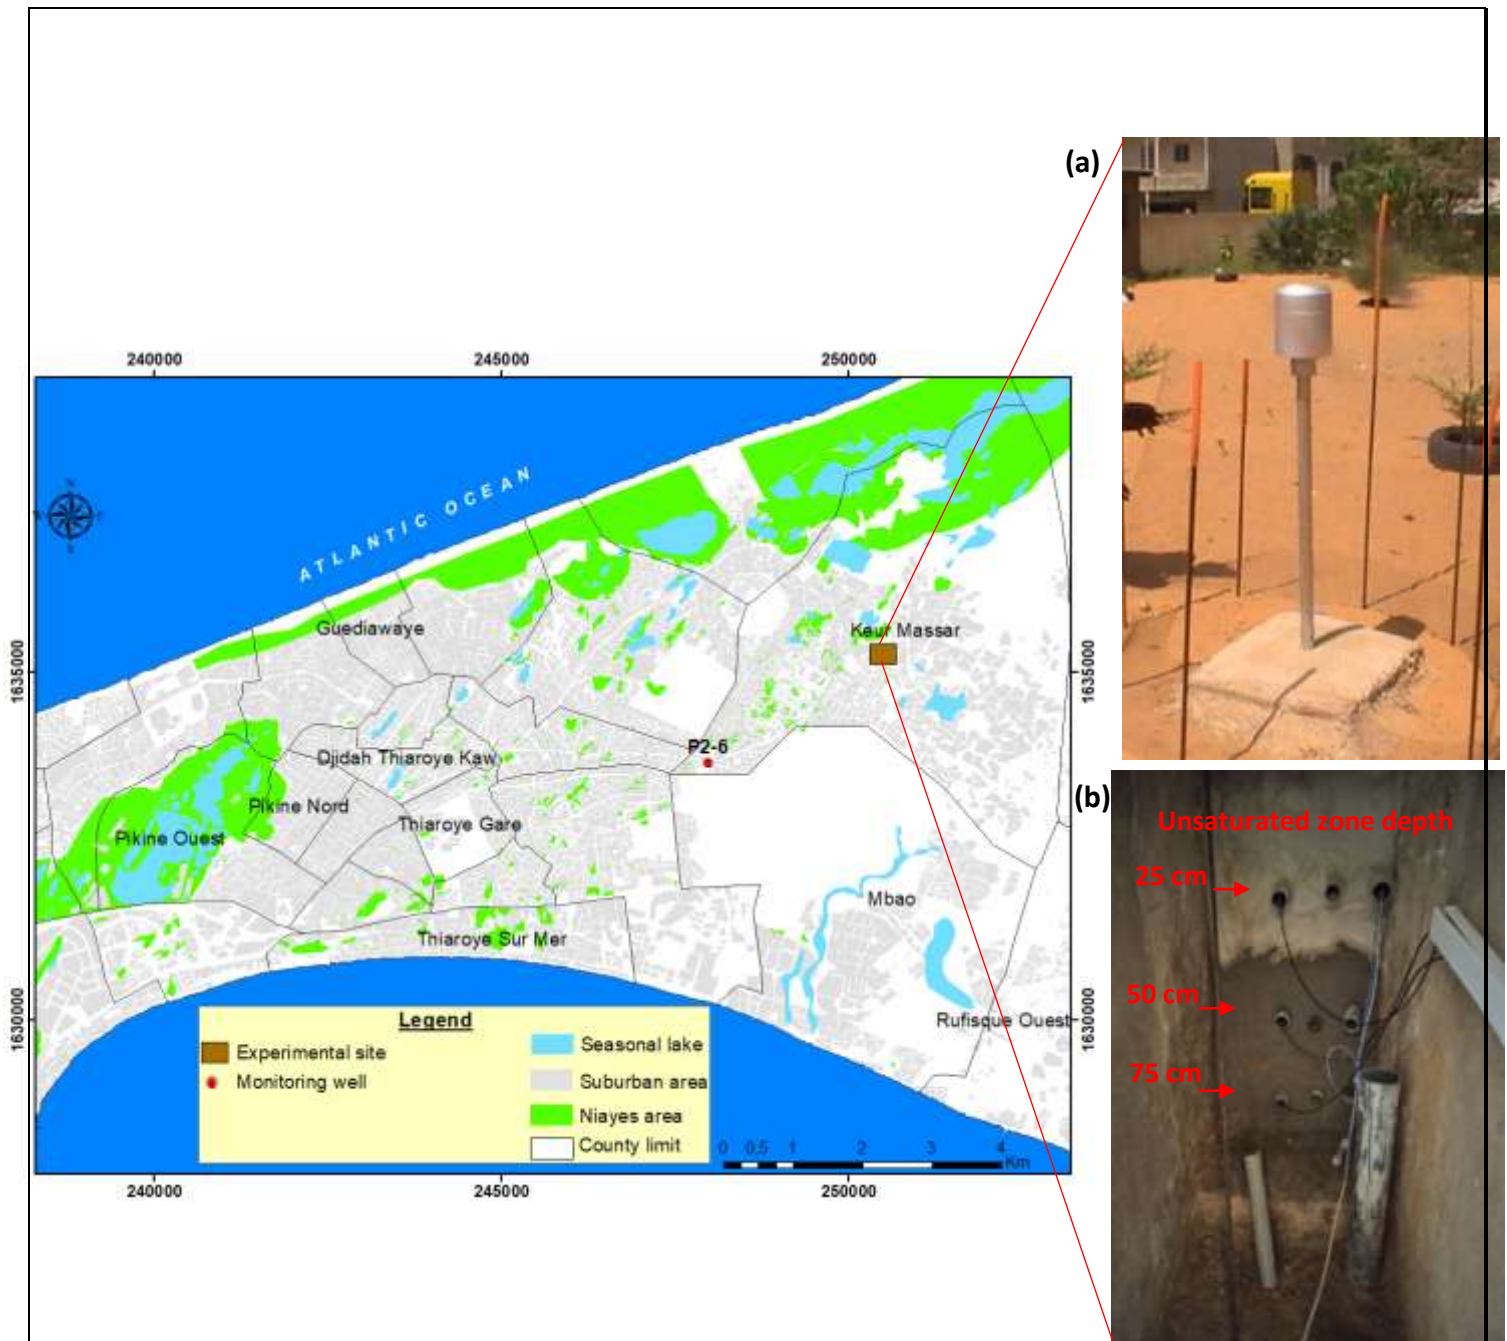 (a)
240000
245000
250000
N
ATLANTIC OCEAN
Guediawaye
Keur Massar
1635000
1635000
P2-6
Djidah Thiaroye Kaw
Pikine Nord
Thiaroye Gare
Pikine Ouest
(b)
Unsaturated zone depth
25 cm
Mbao
Thiaroye Sur Mer
50 cm
Rufisque Ouest
1630000
1630000
Legend
Experimental site
Monitoring well
Seasonal lake
Suburban area
Niayes area
County limit
75 cm
0 0,5 1 2 3 4
Km
240000
245000
250000